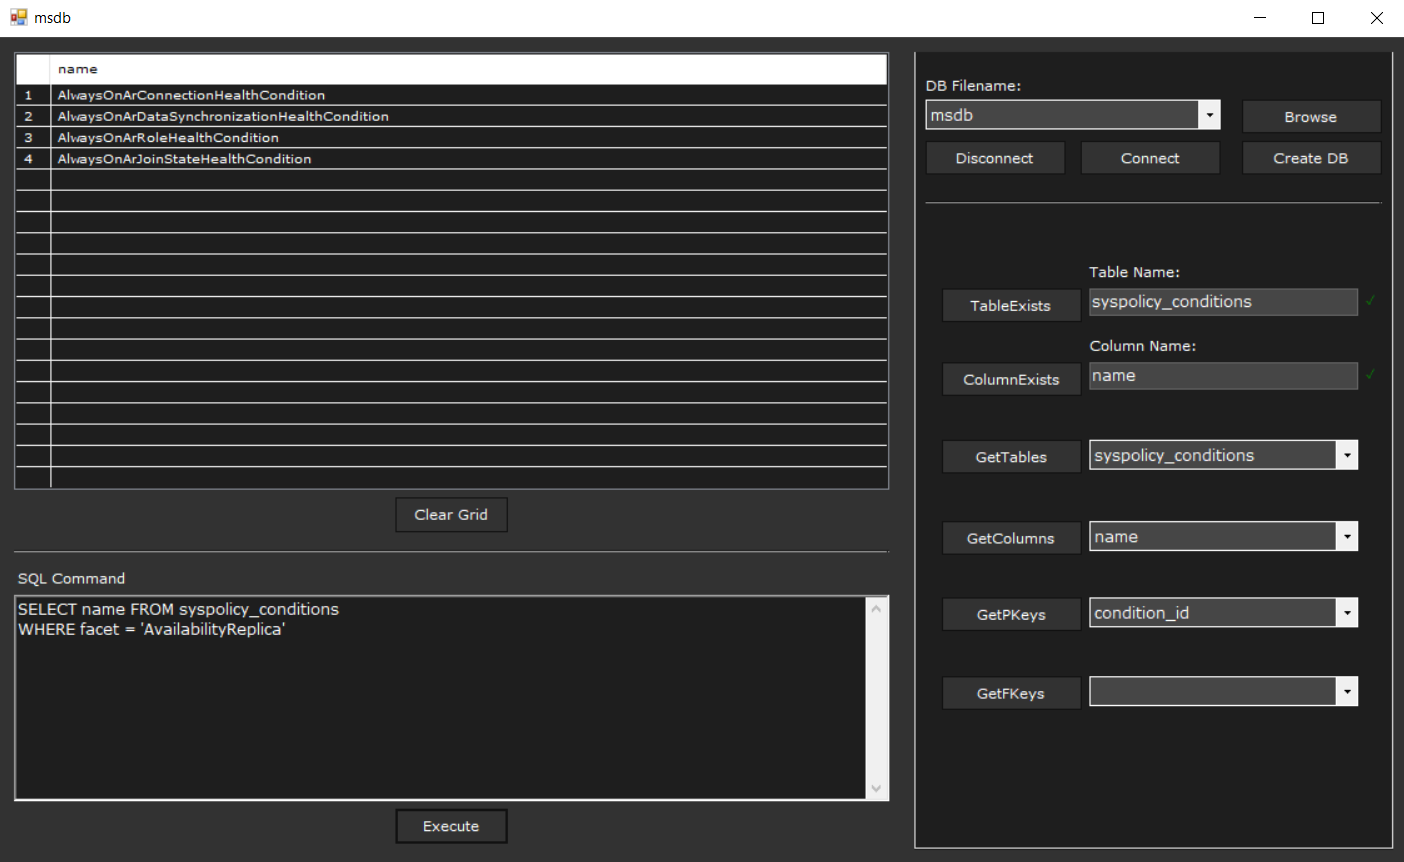 msdb
name
1 AlwaysOnArConnectionHealthCondition
2 AlwaysOnArDataSynchronizationHealthCondition
3 AlwaysOnArRoleHealthCondition
4 AlwaysOnArJoinStateHealthCondition
Clear Grid
SQL Command
SELECT name FROM syspolicy_conditions
WHERE facet = 'AvailabilityReplica'
Execute
DB Filename:
msdb
Browse
Disconnect
Connect
Create DB
Table Name:
TableExists
syspolicy_conditions
✓
Column Name:
ColumnExists
name
✓
GetTables
syspolicy_conditions
GetColumns
name
GetPKeys
condition_id
GetFKeys